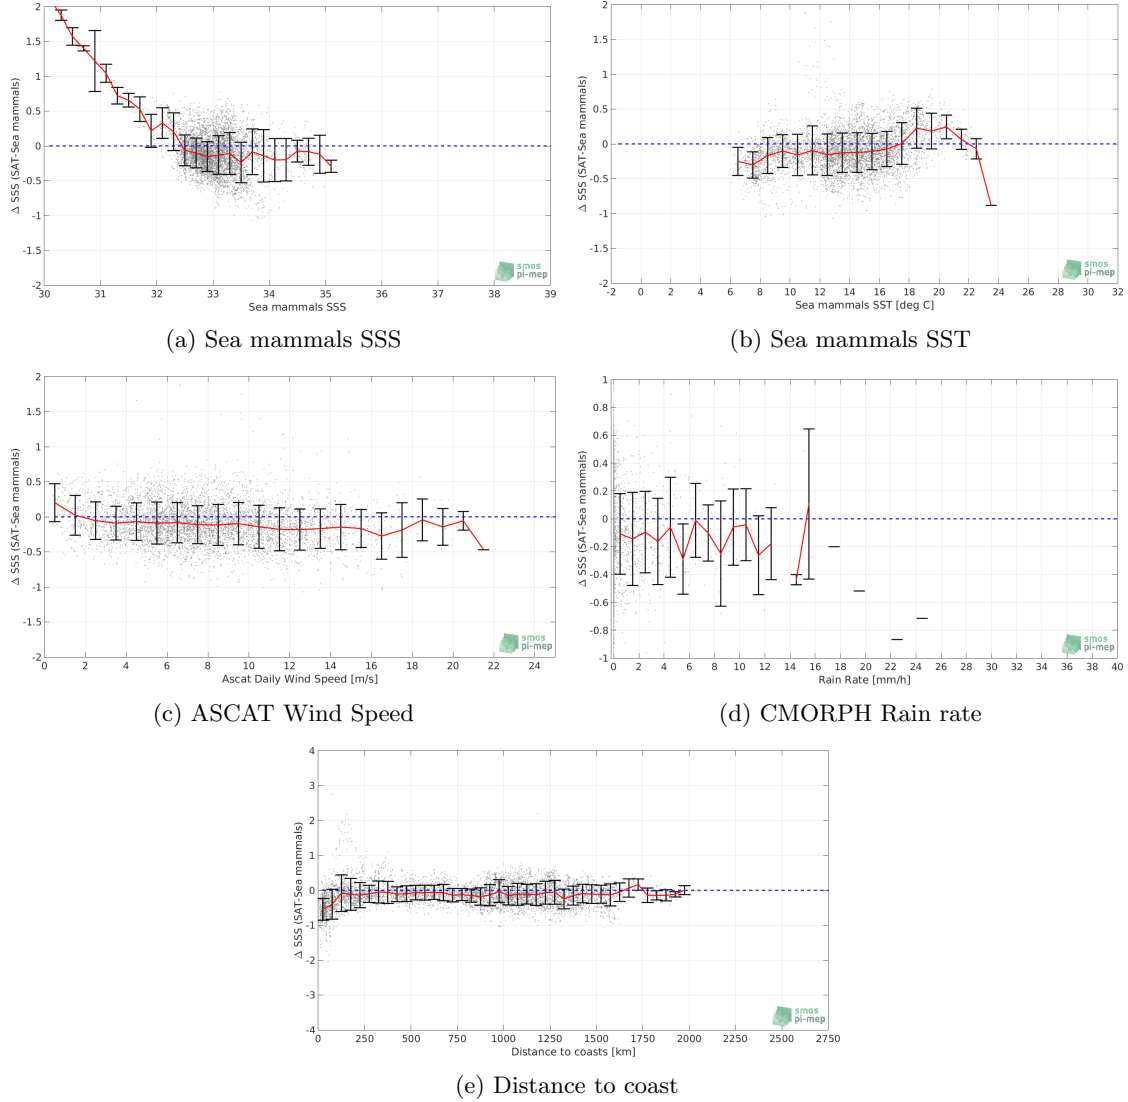 2
1.5
1
0.5
0
-0.5
-1
-1.5
-2
Δ SSS (SAT-Sea mammals)
30 31 32 33 34 35 36 37 38 39
Sea mammals SSS
smos
pi-mep
(a) Sea mammals SSS
2
1.5
1
0.5
0
-0.5
-1
-1.5
-2
Δ SSS (SAT-Sea mammals)
-2 0 2 4 6 8 10 12 14 16 18 20 22 24 26 28 30 32
Sea mammals SST [deg C]
smos
pi-mep
(b) Sea mammals SST
2
1.5
1
0.5
0
-0.5
-1
-1.5
-2
Δ SSS (SAT-Sea mammals)
0 2 4 6 8 10 12 14 16 18 20 22 24
Ascat Daily Wind Speed [m/s]
smos
pi-mep
(c) ASCAT Wind Speed
1
0.8
0.6
0.4
0.2
0
-0.2
-0.4
-0.6
-0.8
-1
Δ SSS (SAT-Sea mammals)
0 2 4 6 8 10 12 14 16 18 20 22 24 26 28 30 32 34 36 38 40
Rain Rate [mm/h]
smos
pi-mep
(d) CMORPH Rain rate
4
3
2
1
0
-1
-2
-3
-4
Δ SSS (SAT-Sea mammals)
0 250 500 750 1000 1250 1500 1750 2000 2250 2500 2750
Distance to coasts [km]
smos
pi-mep
(e) Distance to coast